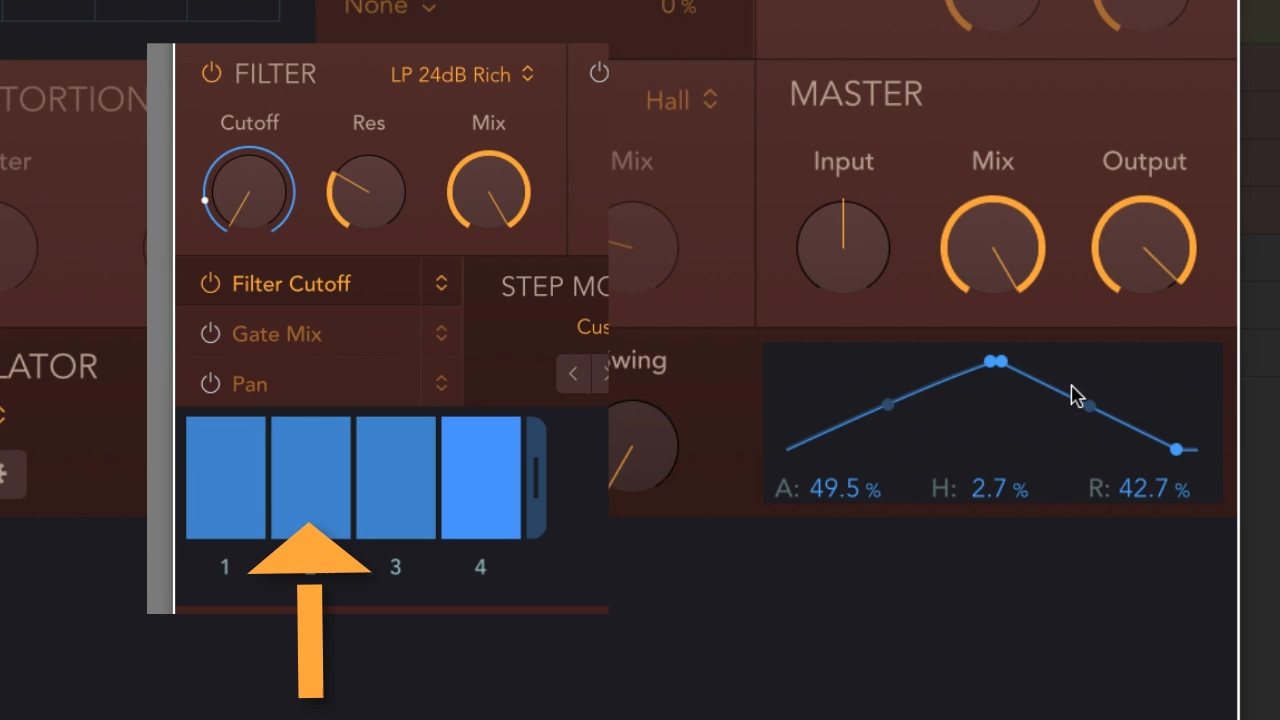 None
0 %
FILTER
LP 24dB Rich
Cutoff
Res
Mix
Filter Cutoff
Gate Mix
Pan
STEP MO
Cus
1
3
4
TORTION
ter
LATOR
Hall
Mix
wing
MASTER
Input
Mix
Output
A: 49.5 %
H: 2.7 %
R: 42.7 %